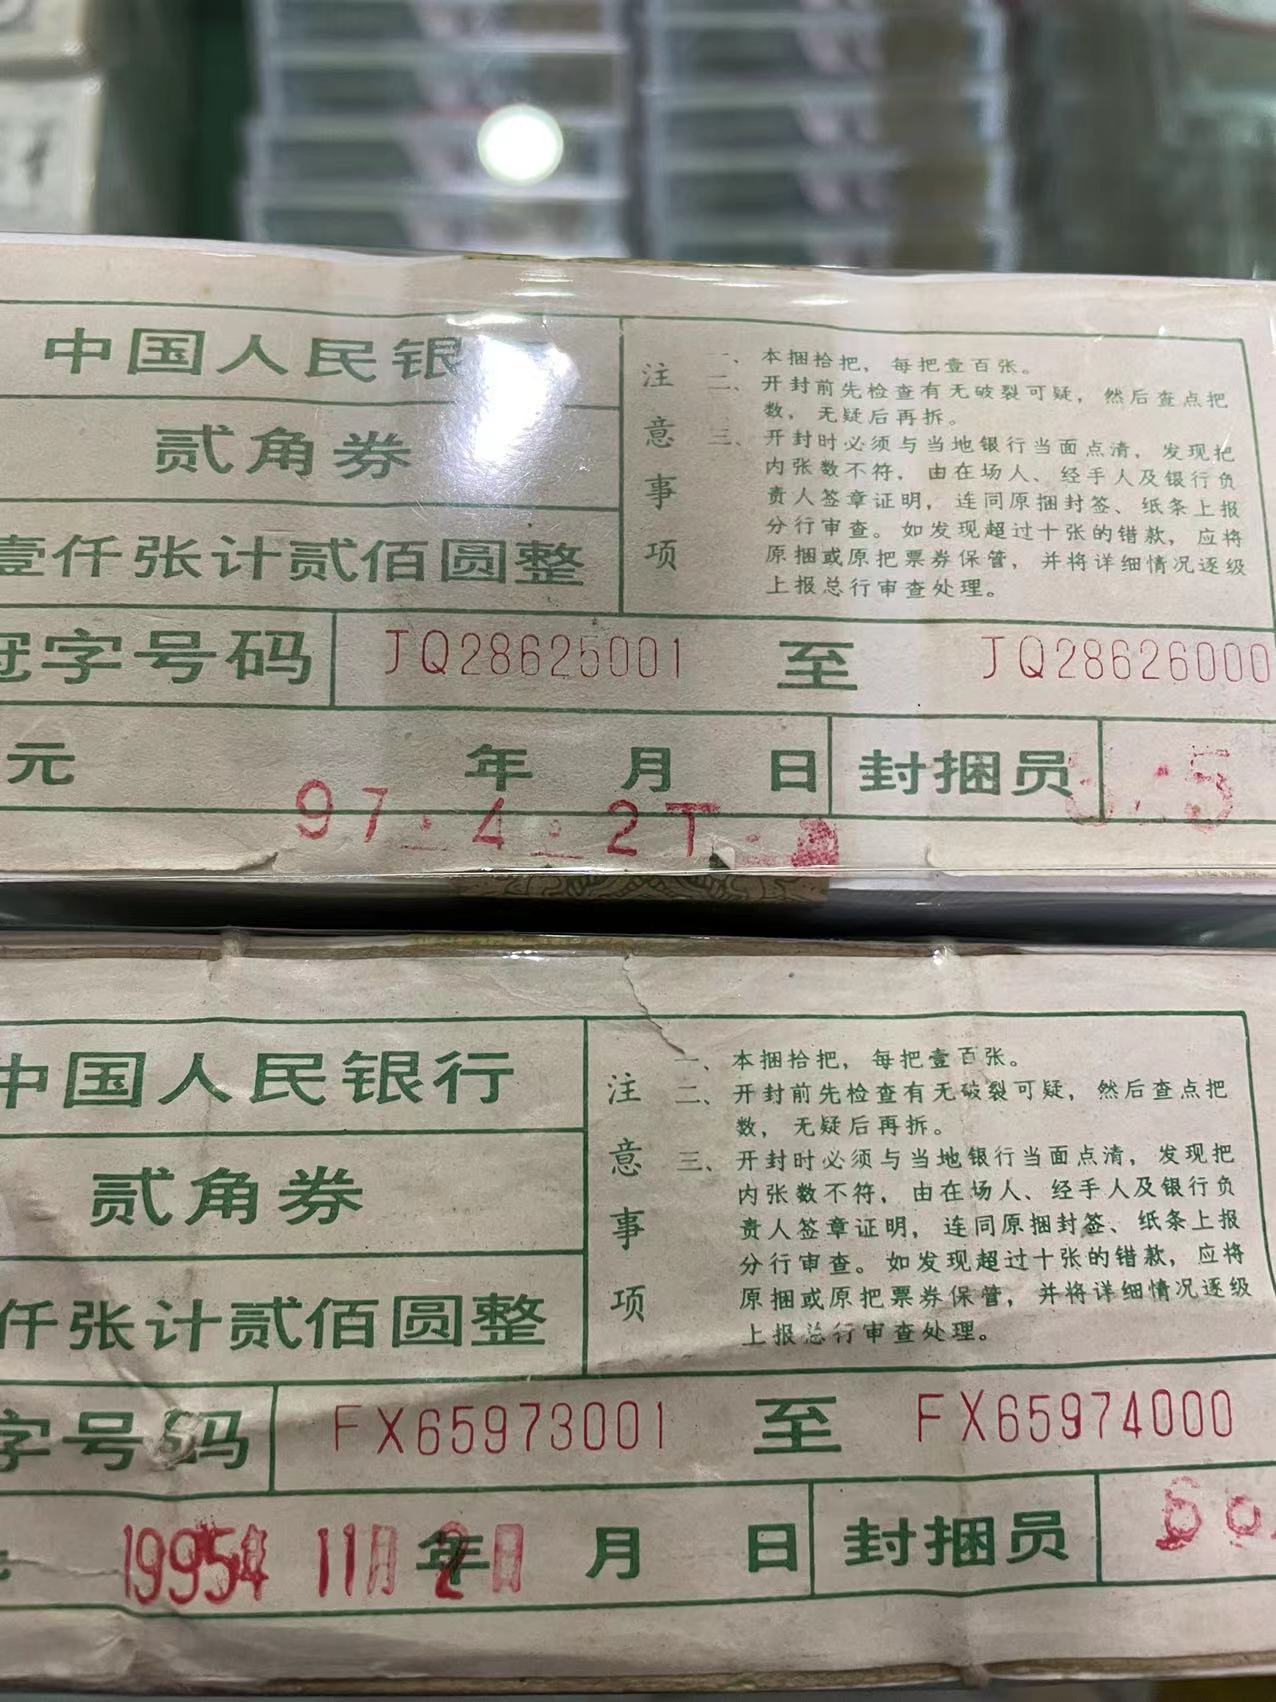 中国人民银
贰角券
壹仟张计贰佰圆整
冠字号码 JQ28625001 至 JQ28626000
元 年 月 日 封捆员
97 . 4 . 2
注意事项
一、本捆拾把，每把壹百张。
二、开封前先检查有无破裂可疑，然后查点把
数，无疑后再拆。
三、开封时必须与当地银行当面点清，发现把
内张数不符，由在场人、经手人及银行负
责人签章证明，连同原捆封签、纸条上报
分行审查。如发现超过十张的错款，应将
原捆或原把票券保管，并将详细情况逐级
上报总行审查处理。
中国人民银行
贰角券
仟张计贰佰圆整
字号码 FX65973001 至 FX65974000
1995年 11月 2日
年 月 日 封捆员
注意事项
一、本捆拾把，每把壹百张。
二、开封前先检查有无破裂可疑，然后查点把
数，无疑后再拆。
三、开封时必须与当地银行当面点清，发现把
内张数不符，由在场人、经手人及银行负
责人签章证明，连同原捆封签、纸条上报
分行审查。如发现超过十张的错款，应将
原捆或原把票券保管，并将详细情况逐级
上报总行审查处理。